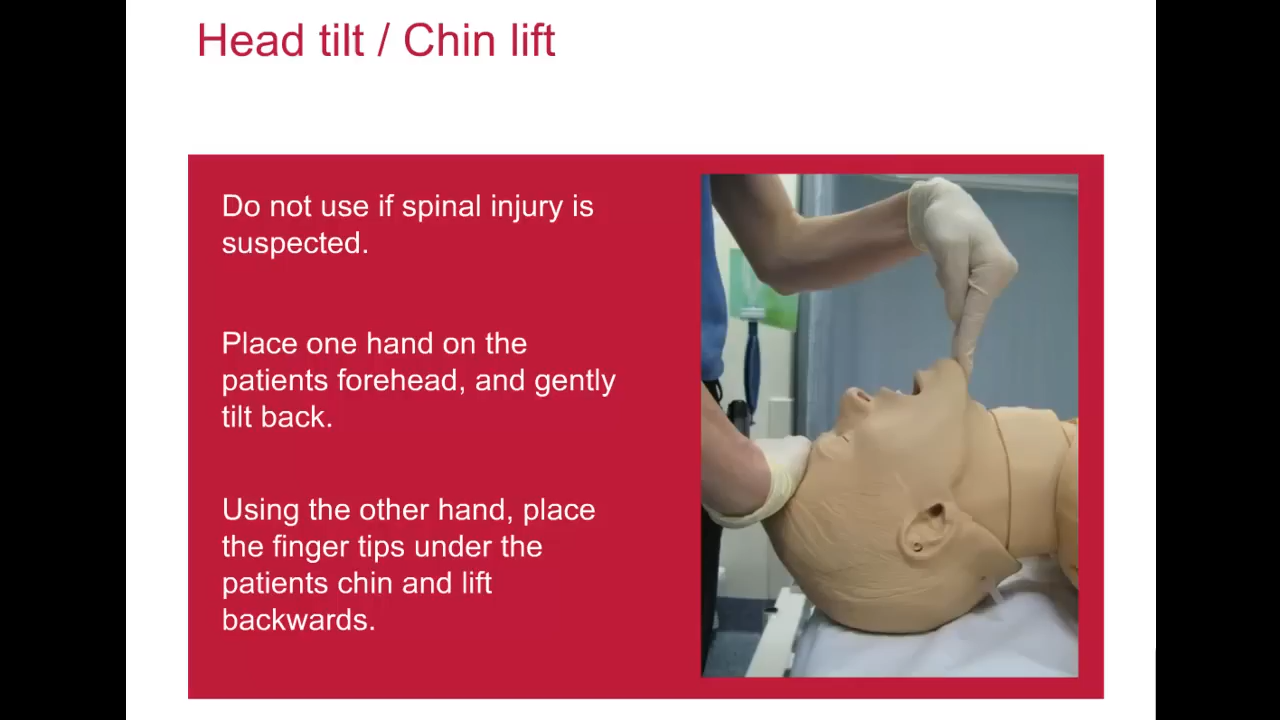 Head tilt / Chin lift
Do not use if spinal injury is
suspected.
Place one hand on the
patients forehead, and gently
tilt back.
Using the other hand, place
the finger tips under the
patients chin and lift
backwards.